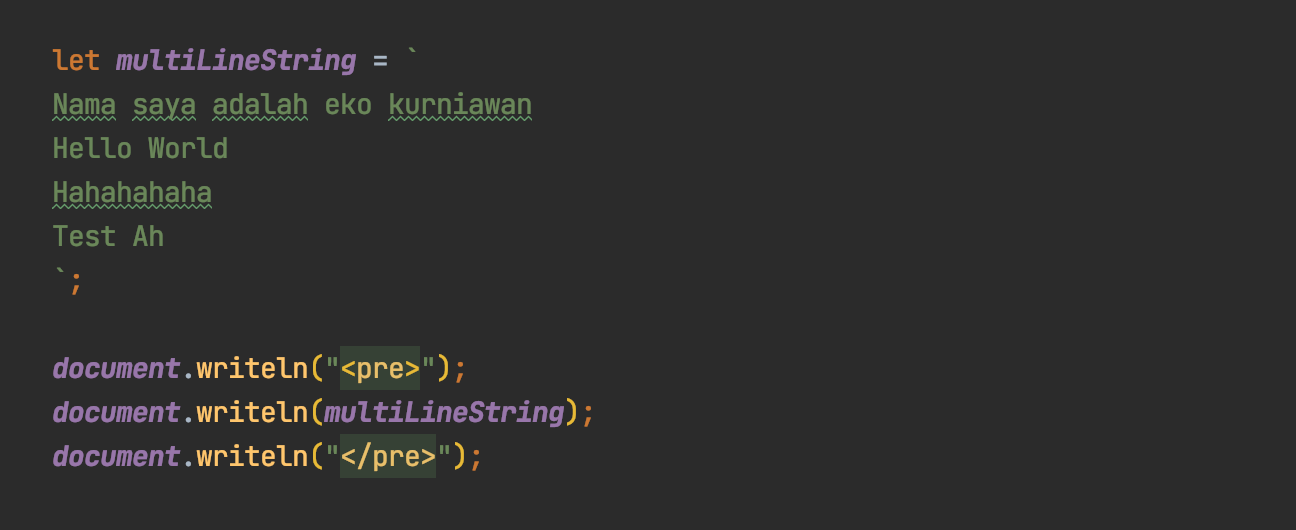 let multiLineString = `
Nama saya adalah eko kurniawan
Hello World
Hahahahaha
Test Ah
`;
document.writeln("<pre>");
document.writeln(multiLineString);
document.writeln("</pre>");